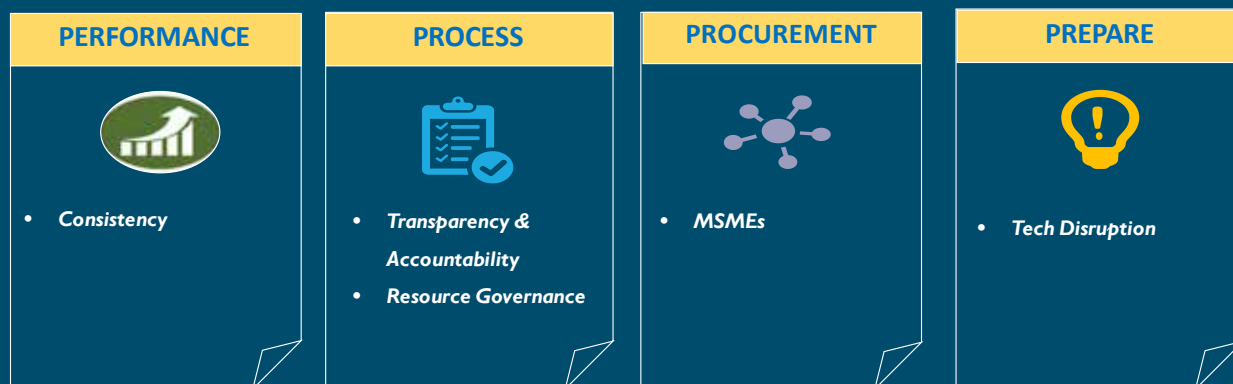 PERFORMANCE
• Consistency
PROCESS
• Transparency &
Accountability
• Resource Governance
PROCUREMENT
• MSMEs
PREPARE
• Tech Disruption